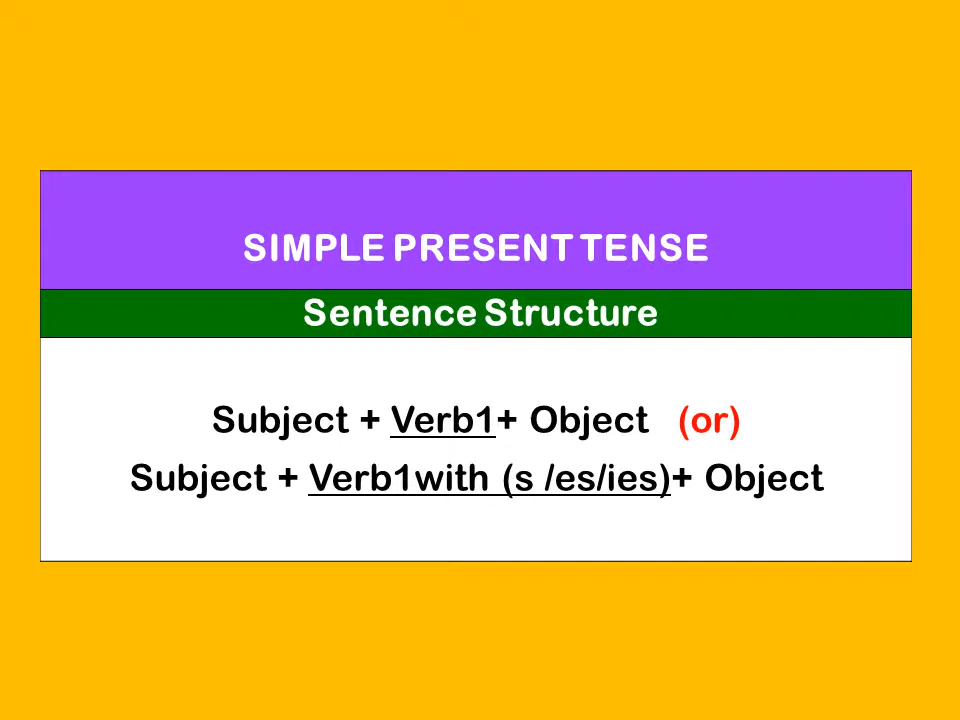 SIMPLE PRESENT TENSE
Sentence Structure
Subject + Verb1+ Object (or)
Subject + Verb1with (s /es/ies)+ Object